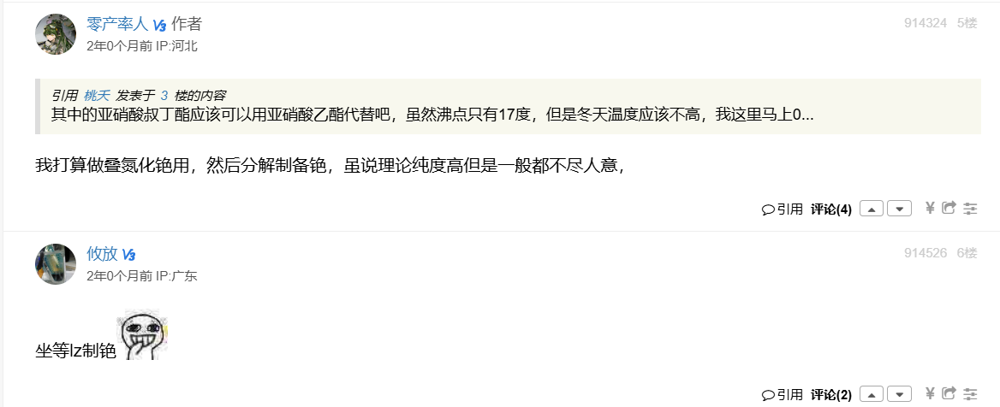 零产率人 V3 作者
914324 5楼
2年0个月前 IP:河北
引用 桃夭 发表于 3 楼的内容
其中的亚硝酸叔丁酯应该可以用亚硝酸乙酯代替吧，虽然沸点只有17度，但是冬天温度应该不高，我这里马上0...
我打算做叠氮化铯用，然后分解制备铯，虽说理论纯度高但是一般都不尽人意，
引用 评论(4) ¥
攸放 V3
914526 6楼
2年0个月前 IP:广东
坐等lz制铯
引用 评论(2) ¥